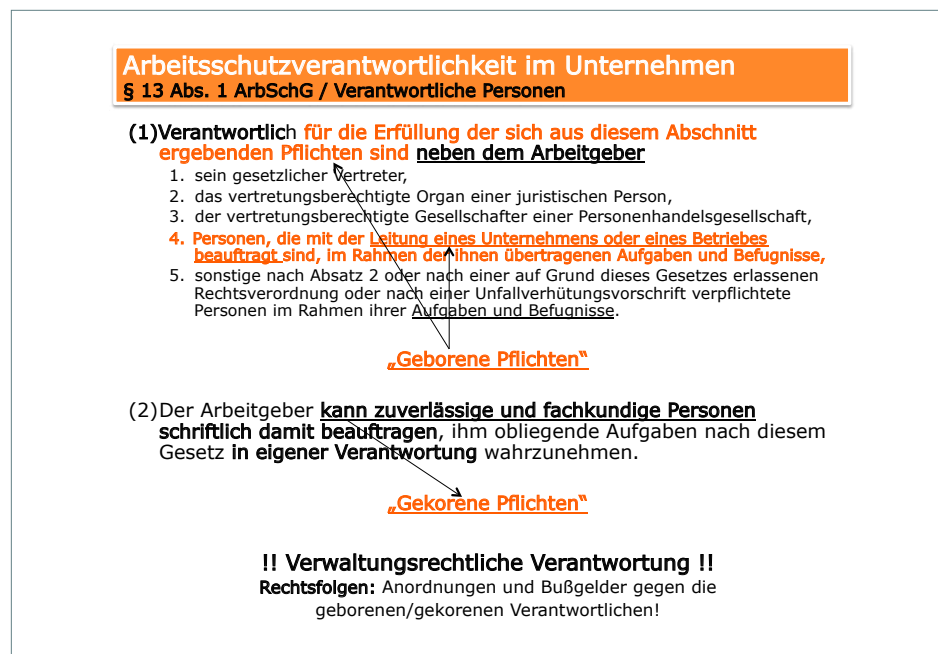 Arbeitsschutzverantwortlichkeit im Unternehmen
§ 13 Abs. 1 ArbSchG / Verantwortliche Personen
(1)Verantwortlich für die Erfüllung der sich aus diesem Abschnitt
ergebenden Pflichten sind neben dem Arbeitgeber
1. sein gesetzlicher Vertreter,
2. das vertretungsberechtigte Organ einer juristischen Person,
3. der vertretungsberechtigte Gesellschafter einer Personenhandelsgesellschaft,
4. Personen, die mit der Leitung eines Unternehmens oder eines Betriebes
beauftragt sind, im Rahmen der ihnen übertragenen Aufgaben und Befugnisse,
5. sonstige nach Absatz 2 oder nach einer auf Grund dieses Gesetzes erlassenen
Rechtsverordnung oder nach einer Unfallverhütungsvorschrift verpflichtete
Personen im Rahmen ihrer Aufgaben und Befugnisse.
„Geborene Pflichten“
(2)Der Arbeitgeber kann zuverlässige und fachkundige Personen
schriftlich damit beauftragen, ihm obliegende Aufgaben nach diesem
Gesetz in eigener Verantwortung wahrzunehmen.
„Gekorene Pflichten“
!! Verwaltungsrechtliche Verantwortung !!
Rechtsfolgen: Anordnungen und Bußgelder gegen die
geborenen/gekorenen Verantwortlichen!